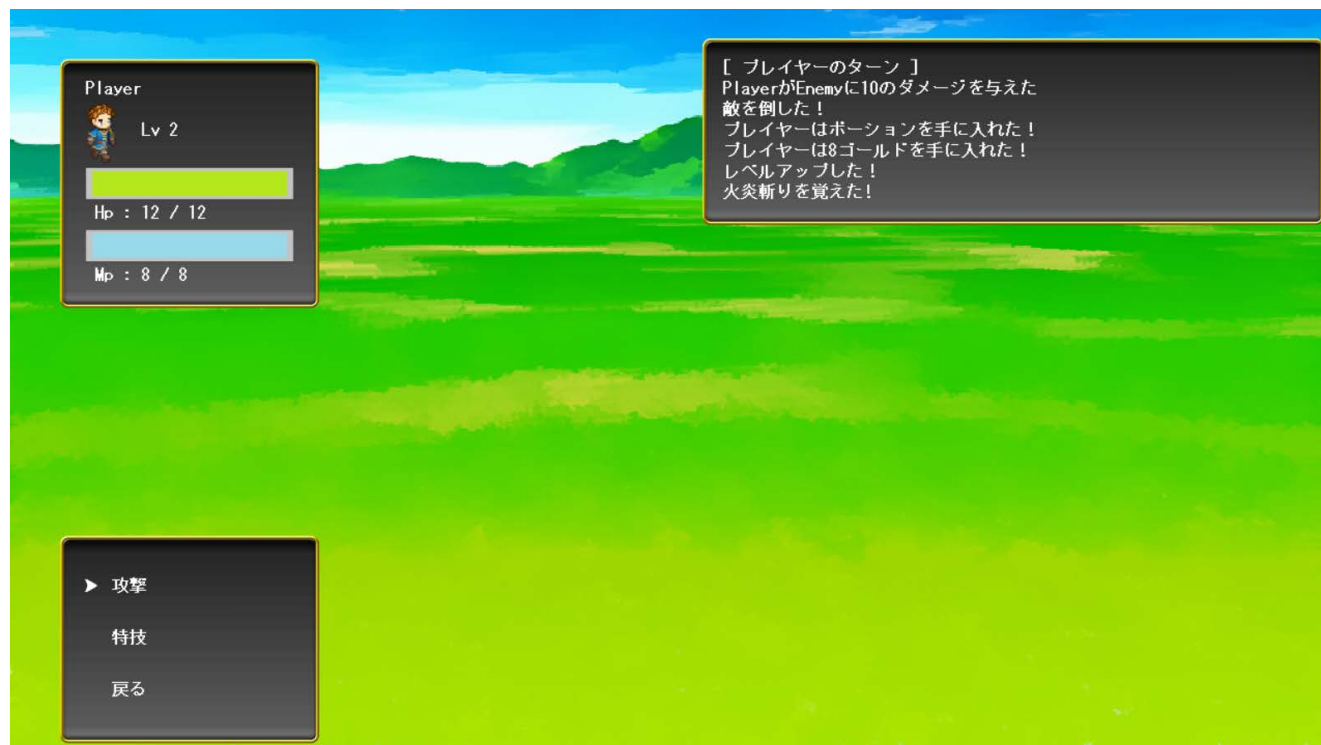 Player
Lv 2
Hp : 12 / 12
Mp : 8 / 8
[ プレイヤーのターン ]
PlayerがEnemyに10のダメージを与えた
敵を倒した！
プレイヤーはポーションを手に入れた！
プレイヤーは8ゴールドを手に入れた！
レベルアップした！
火炎斬りを覚えた!
➤ 攻撃
特技
戻る